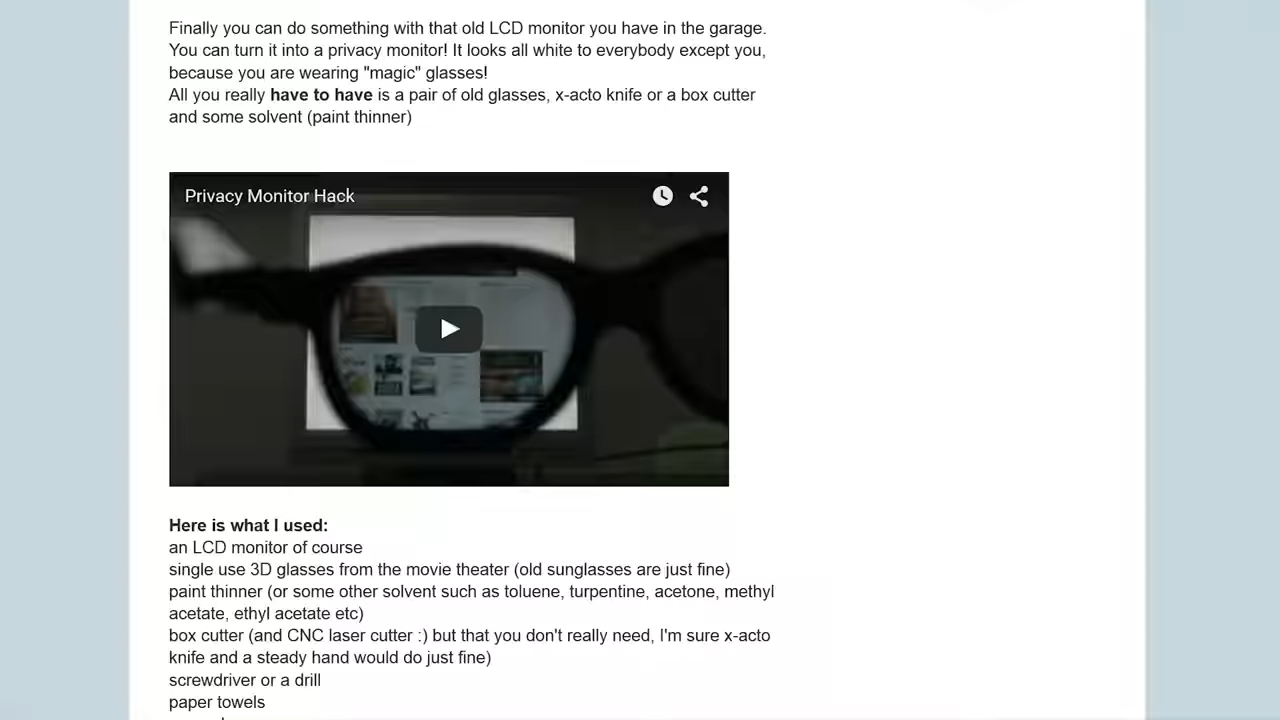 Finally you can do something with that old LCD monitor you have in the garage.
You can turn it into a privacy monitor! It looks all white to everybody except you,
because you are wearing "magic" glasses!
All you really have to have is a pair of old glasses, x-acto knife or a box cutter
and some solvent (paint thinner)
Privacy Monitor Hack
Here is what I used:
an LCD monitor of course
single use 3D glasses from the movie theater (old sunglasses are just fine)
paint thinner (or some other solvent such as toluene, turpentine, acetone, methyl
acetate, ethyl acetate etc)
box cutter (and CNC laser cutter :) but that you don't really need, I'm sure x-acto
knife and a steady hand would do just fine)
screwdriver or a drill
paper towels